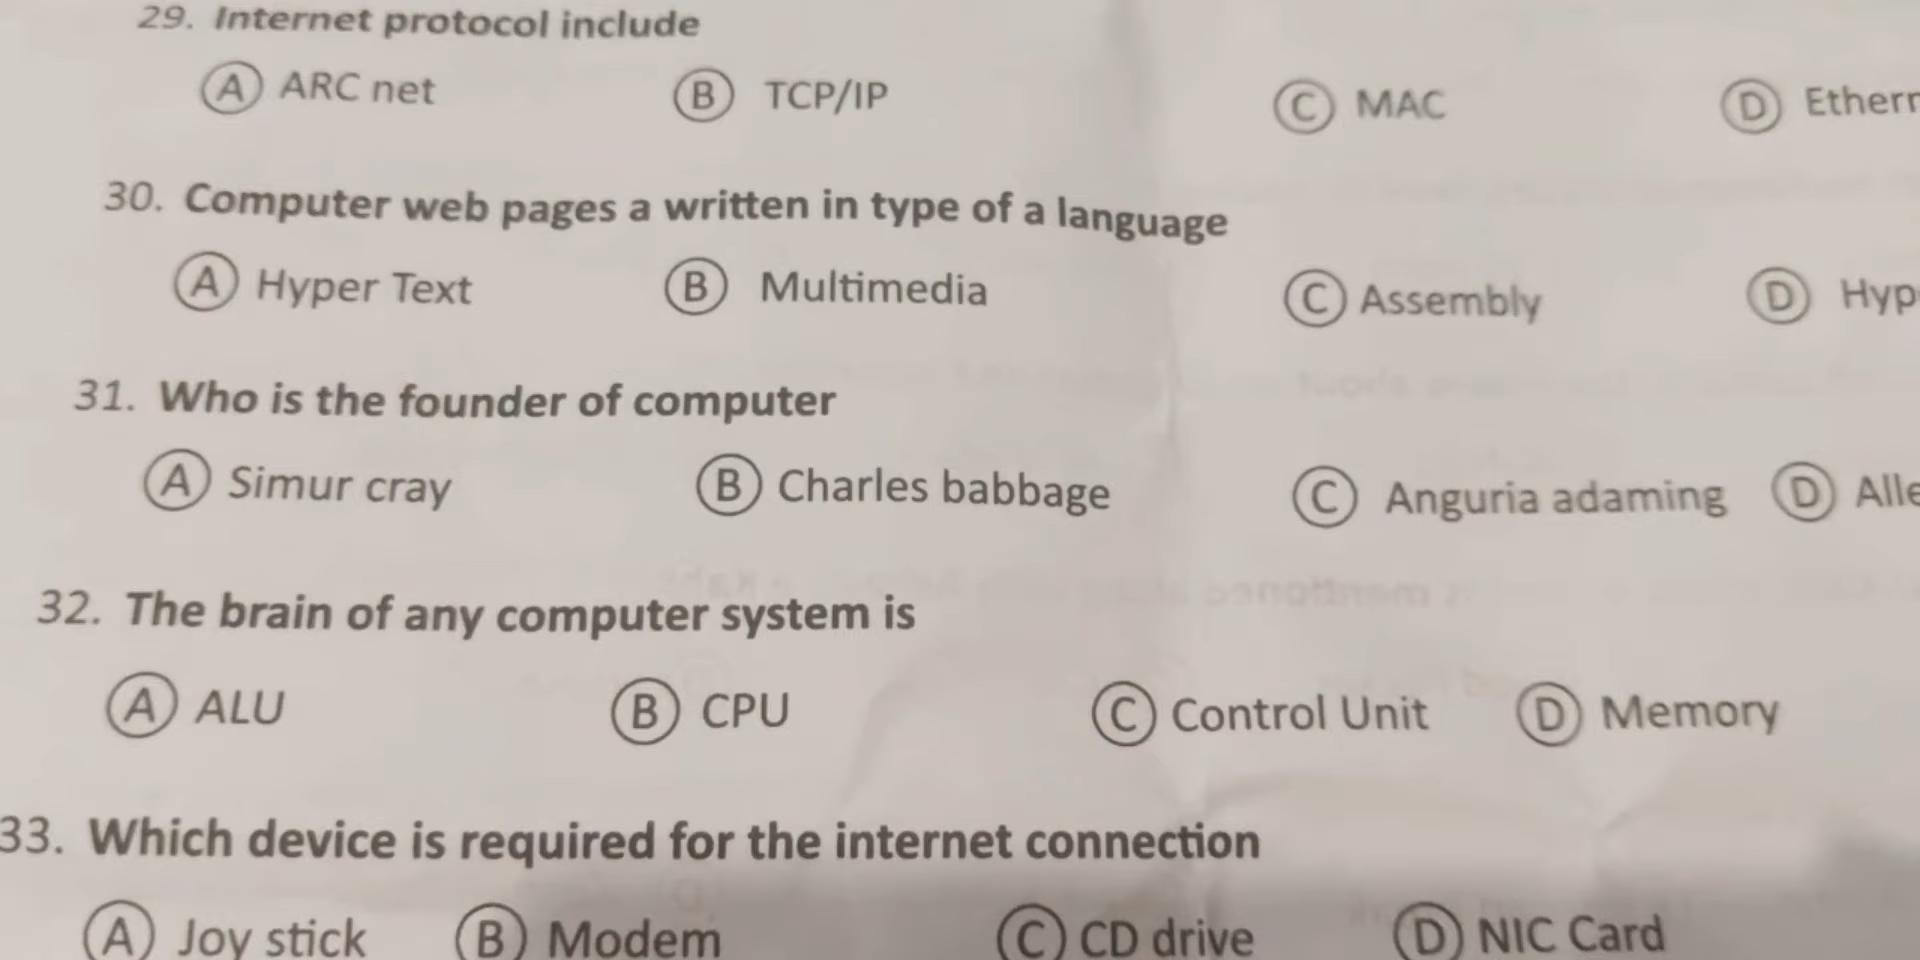 29. Internet protocol include
A ARC net B TCP/IP C MAC D
30. Computer web pages a written in type of a language
A Hyper Text B Multimedia C Assembly D
31. Who is the founder of computer
A Simur cray B Charles babbage C Anguria adaming D
32. The brain of any computer system is
A ALU B CPU C Control Unit D Memory
33. Which device is required for the internet connection
A Joy stick B Modem C CD drive D NIC Card